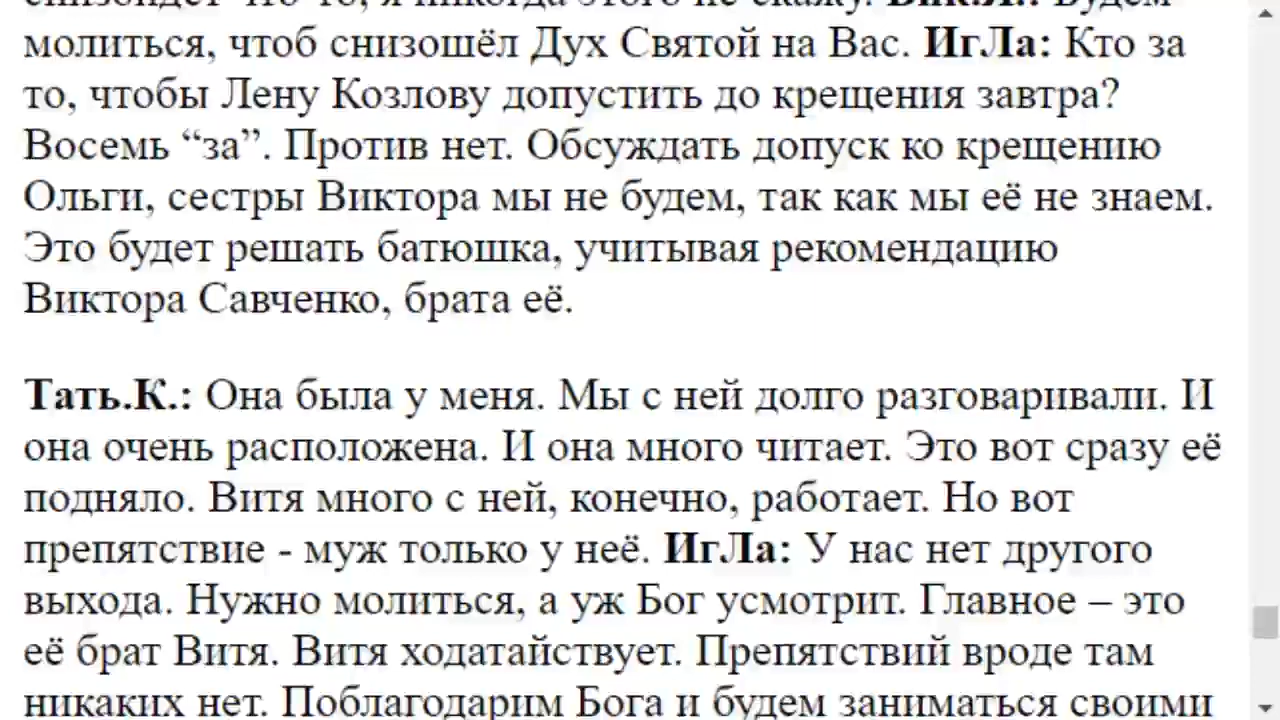 молиться, чтоб снизошёл Дух Святой на Вас. ИгЛа: Кто за
то, чтобы Лену Козлову допустить до крещения завтра?
Восемь “за”. Против нет. Обсуждать допуск ко крещению
Ольги, сестры Виктора мы не будем, так как мы её не знаем.
Это будет решать батюшка, учитывая рекомендацию
Виктора Савченко, брата её.
Тать.К.: Она была у меня. Мы с ней долго разговаривали. И
она очень расположена. И она много читает. Это вот сразу её
подняло. Витя много с ней, конечно, работает. Но вот
препятствие - муж только у неё. ИгЛа: У нас нет другого
выхода. Нужно молиться, а уж Бог усмотрит. Главное – это
её брат Витя. Витя ходатайствует. Препятствий вроде там
никаких нет. Поблагодарим Бога и будем заниматься своими